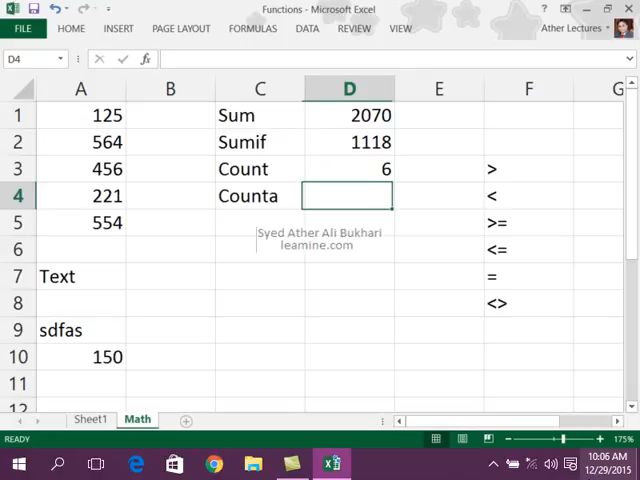 Functions - Microsoft Excel
FILE HOME INSERT PAGE LAYOUT FORMULAS DATA REVIEW VIEW Ather Lectures
D4 fx
A B C D E F G
1 125 Sum 2070
2 564 Sumif 1118
3 456 Count 6 >
4 221 Counta <
5 554 >=
Syed Ather Ali Bukhari
leamine.com
6 <=
7 Text =
8 <>
9 sdfas
10 150
11
12
Sheet1 Math
READY 175%
10:06 AM
12/29/2015